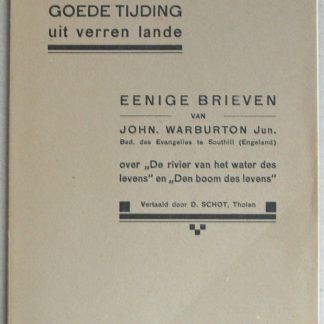 GOEDE TIJDING
uit verren lande
EENIGE BRIEVEN
VAN
JOHN. WARBURTON Jun.
Bed. des Evangelies te Southill (Engeland)
over „De rivier van het water des
levens” en „Den boom des levens”
Vertaald door D. SCHOT, Tholen